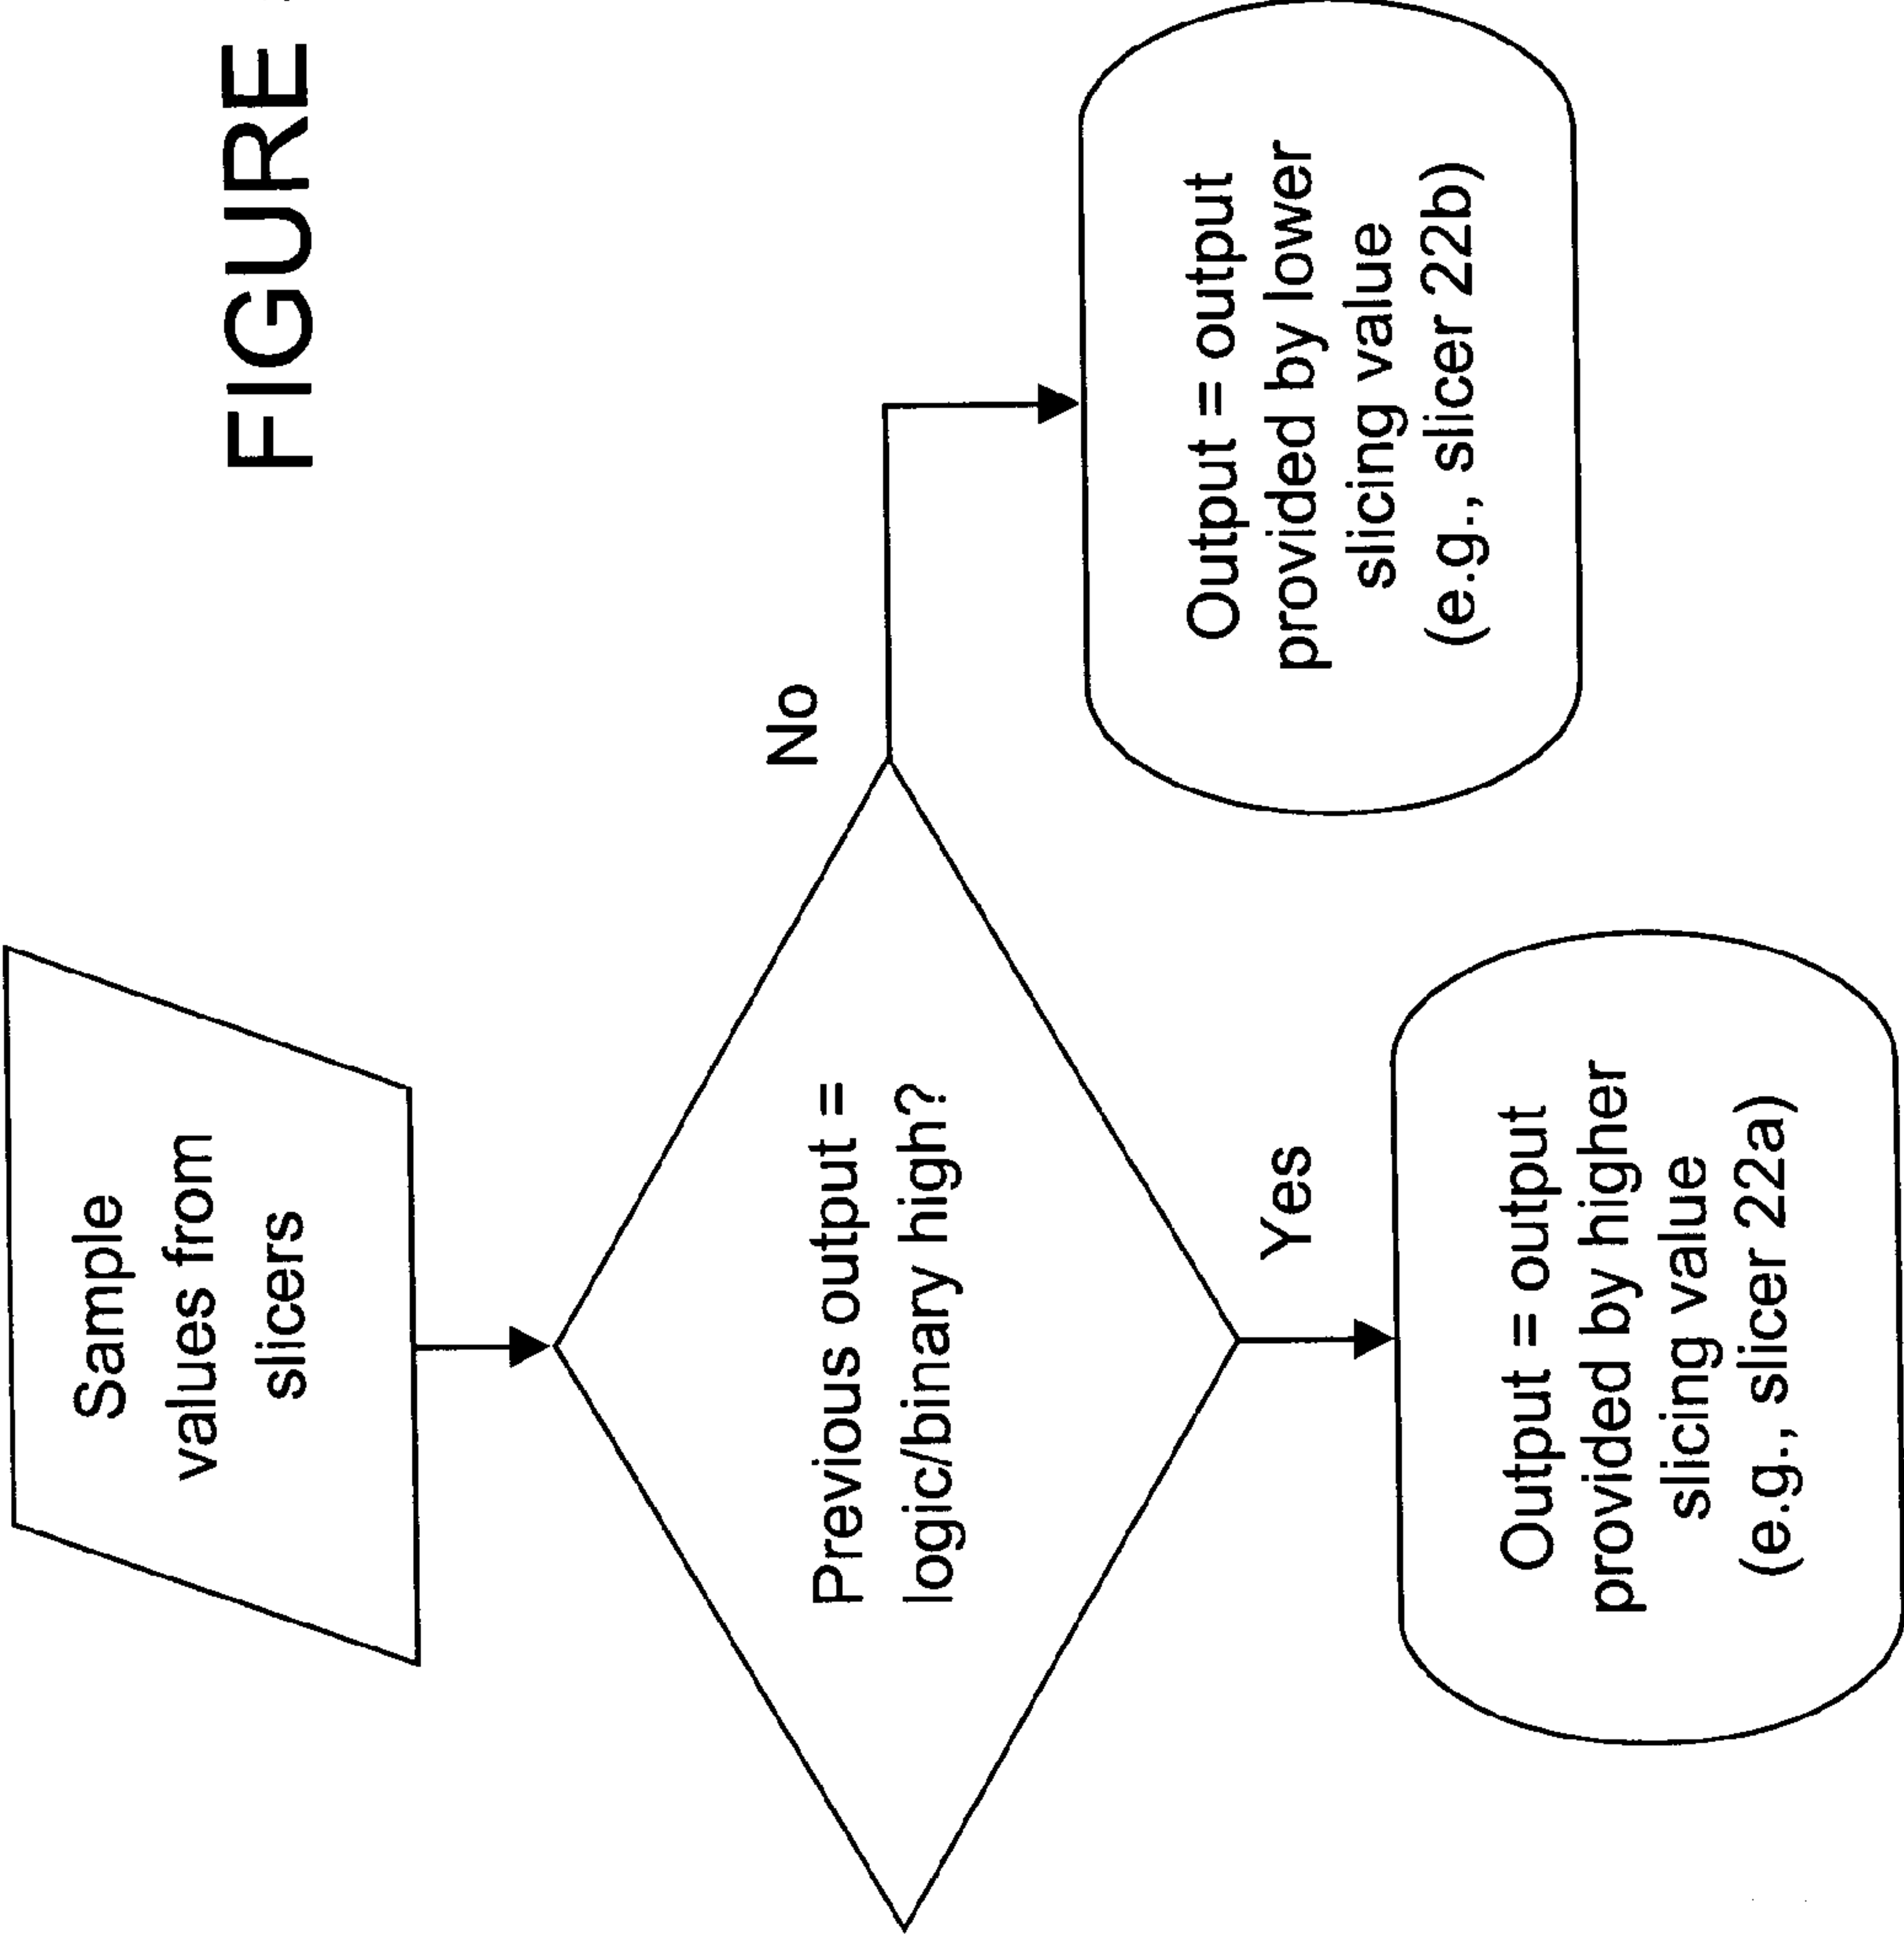 FIGURE
Sample
values from
slicers
Previous output =
logic/binary high?
No
Yes
Output = output
provided by lower
slicing value
(e.g., slicer 22b)
Output = output
provided by higher
slicing value
(e.g., slicer 22a)